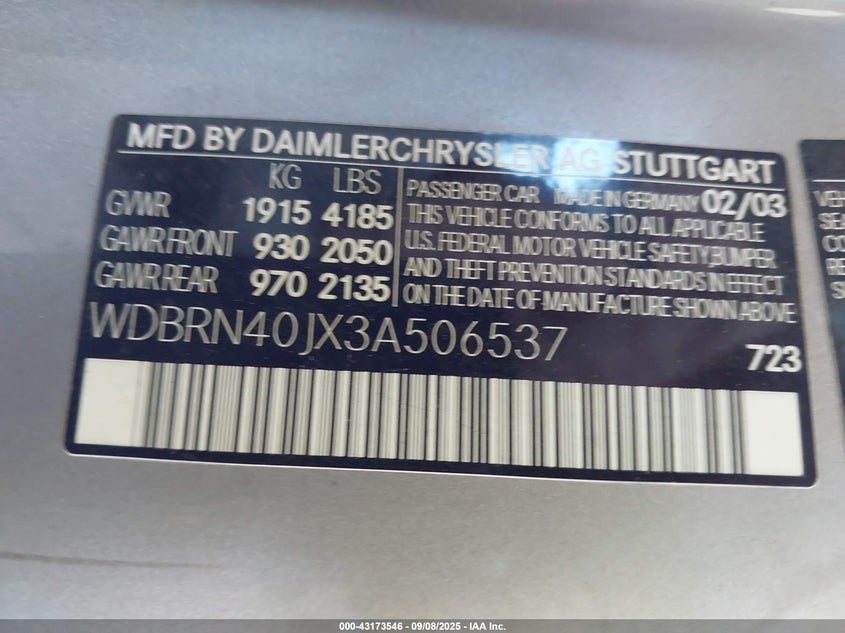 MFD BY DAIMLERCHRYSLER AG STUTTGART
KG LBS
GVWR 1915 4185
GAWR FRONT 930 2050
GAWR REAR 970 2135
PASSENGER CAR MADE IN GERMANY 02/03
THIS VEHICLE CONFORMS TO ALL APPLICABLE
U.S. FEDERAL MOTOR VEHICLE SAFETY BUMPER
AND THEFT PREVENTION STANDARDS IN EFFECT
ON THE DATE OF MANUFACTURE SHOWN ABOVE
WDBRN40JX3A506537
723
000-43173546 - 09/08/2025 - IAA Inc.